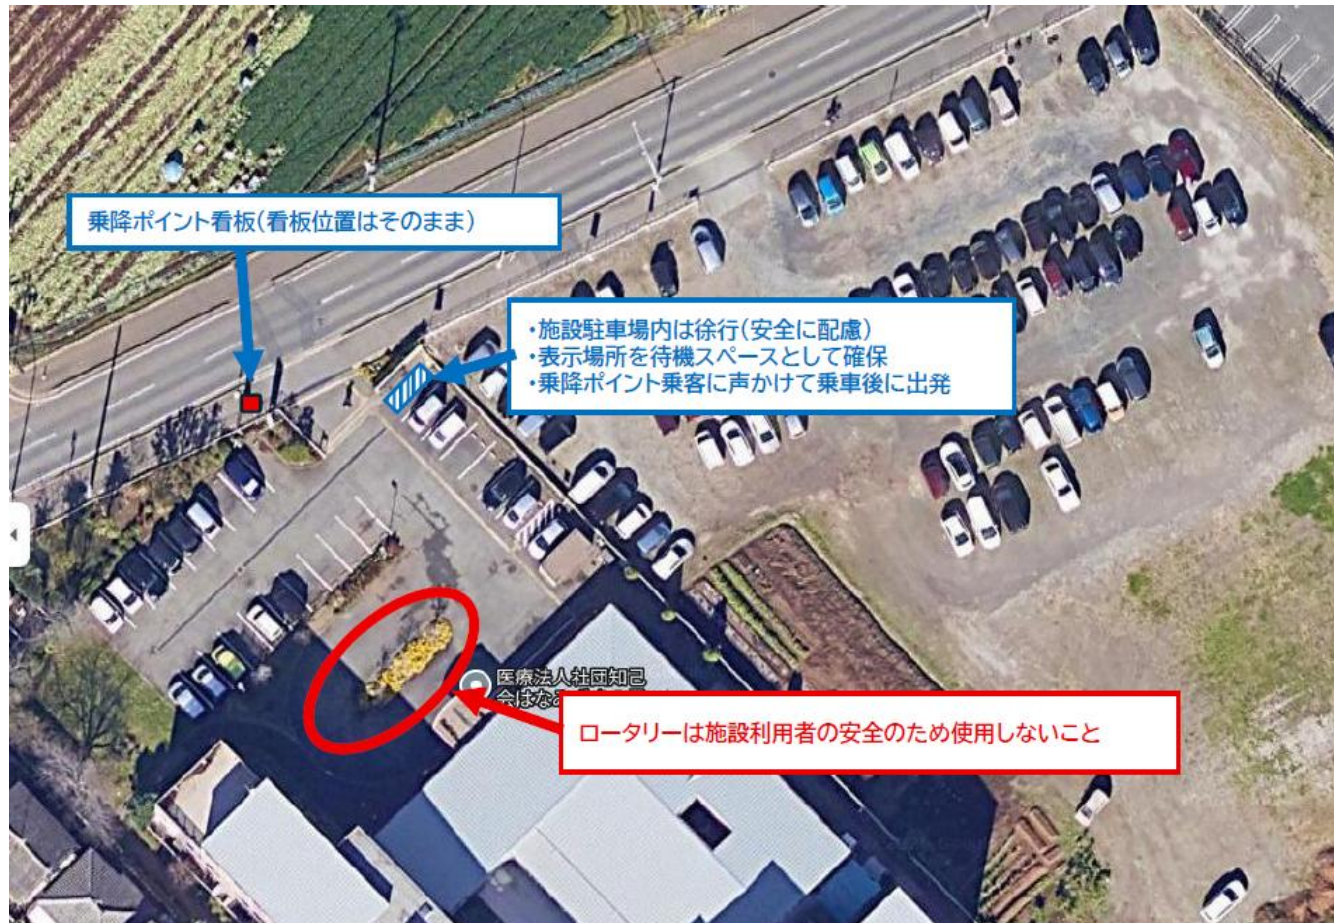 乗降ポイント看板(看板位置はそのまま)
・施設駐車場内は徐行(安全に配慮)
・表示場所を待機スペースとして確保
・乗降ポイント乗客に声かけて乗車後に出発
医療法人社団知己
会はな
ロータリーは施設利用者の安全のため使用しないこと